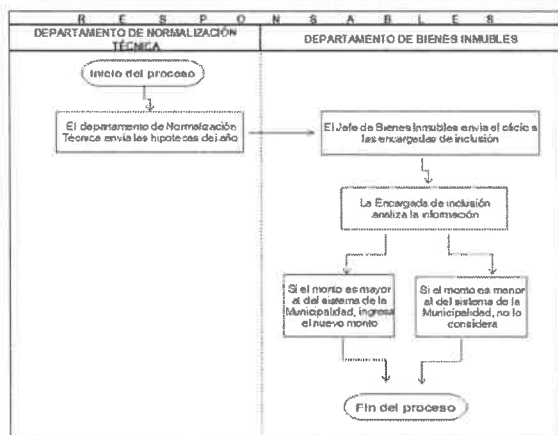 R E S P O N S A B L E S
DEPARTAMENTO DE NORMALIZACIÓN
TÉCNICA
DEPARTAMENTO DE BIENES INMUBLES
Inicio del proceso
El departamento de Normalización
Técnica envía las hipotecas del año
El Jefe de Bienes Inmubles envía el oficio a
las encargadas de inclusión
La Encargada de inclusión
analiza la información
Si el monto es mayor
al del sistema de la
Municipalidad, ingresa
el nuevo monto
Si el monto es menor
al del sistema de la
Municipalidad, no lo
considera
Fin del proceso